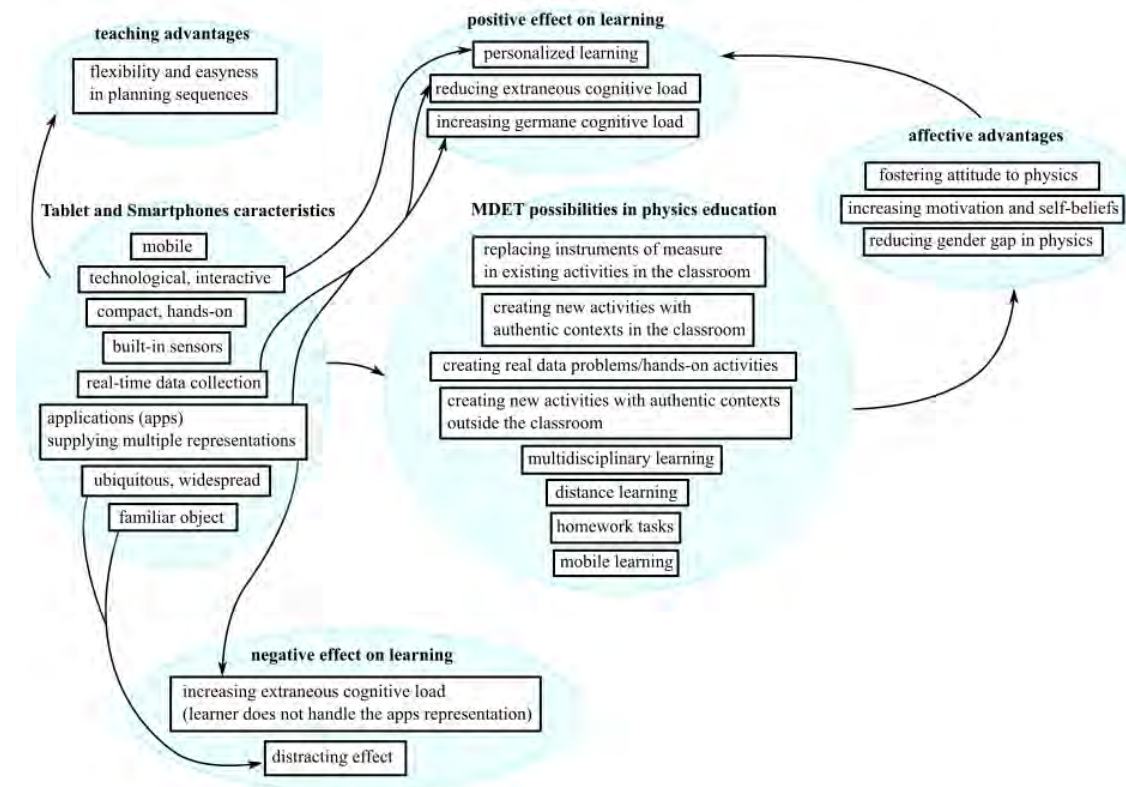 teaching advantages
flexibility and easyness
in planning sequences
positive effect on learning
personalized learning
reducing extraneous cognitive load
increasing germane cognitive load
affective advantages
fostering attitude to physics
increasing motivation and self-beliefs
reducing gender gap in physics
Tablet and Smartphones caracteristics
mobile
technological, interactive
compact, hands-on
built-in sensors
real-time data collection
applications (apps)
supplying multiple representations
ubiquitous, widespread
familiar object
MDET possibilities in physics education
replacing instruments of measure
in existing activities in the classroom
creating new activities with
authentic contexts in the classroom
creating real data problems/hands-on activities
creating new activities with authentic contexts
outside the classroom
multidisciplinary learning
distance learning
homework tasks
mobile learning
negative effect on learning
increasing extraneous cognitive load
(learner does not handle the apps representation)
distracting effect